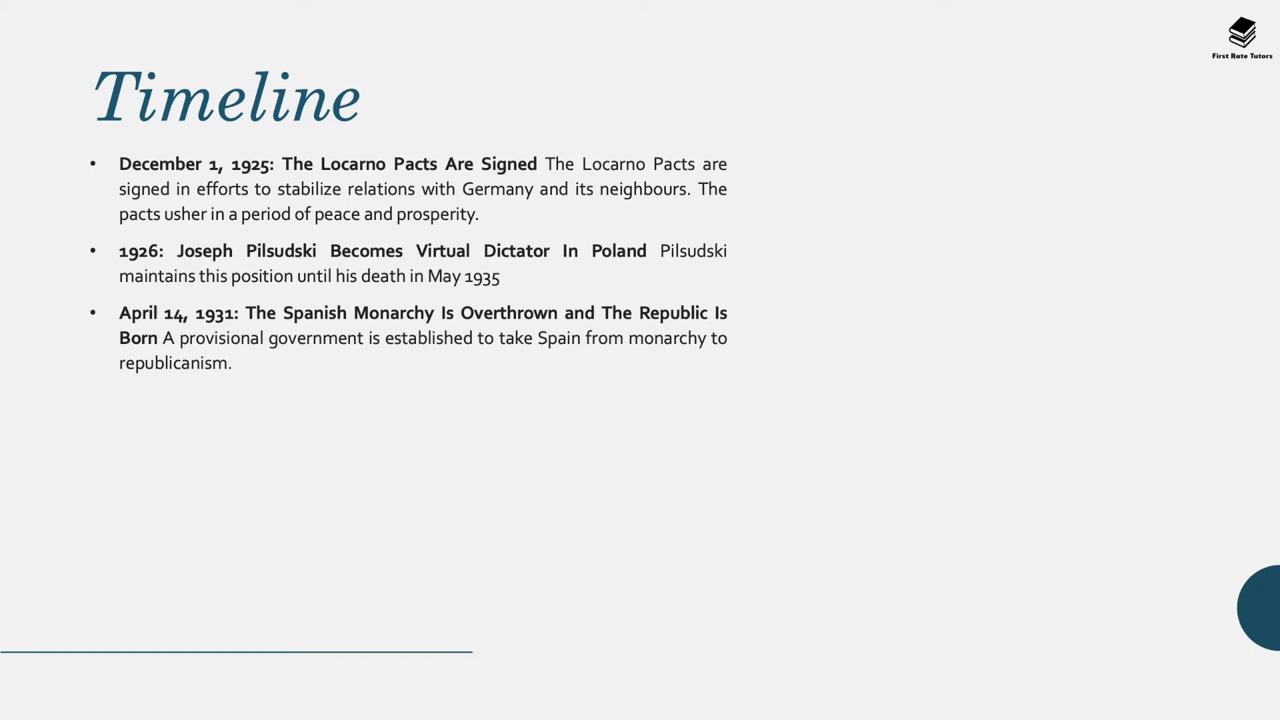 First Rate Tutors
Timeline
• December 1, 1925: The Locarno Pacts Are Signed The Locarno Pacts are
signed in efforts to stabilize relations with Germany and its neighbours. The
pacts usher in a period of peace and prosperity.
• 1926: Joseph Pilsudski Becomes Virtual Dictator In Poland Pilsudski
maintains this position until his death in May 1935
• April 14, 1931: The Spanish Monarchy Is Overthrown and The Republic Is
Born A provisional government is established to take Spain from monarchy to
republicanism.